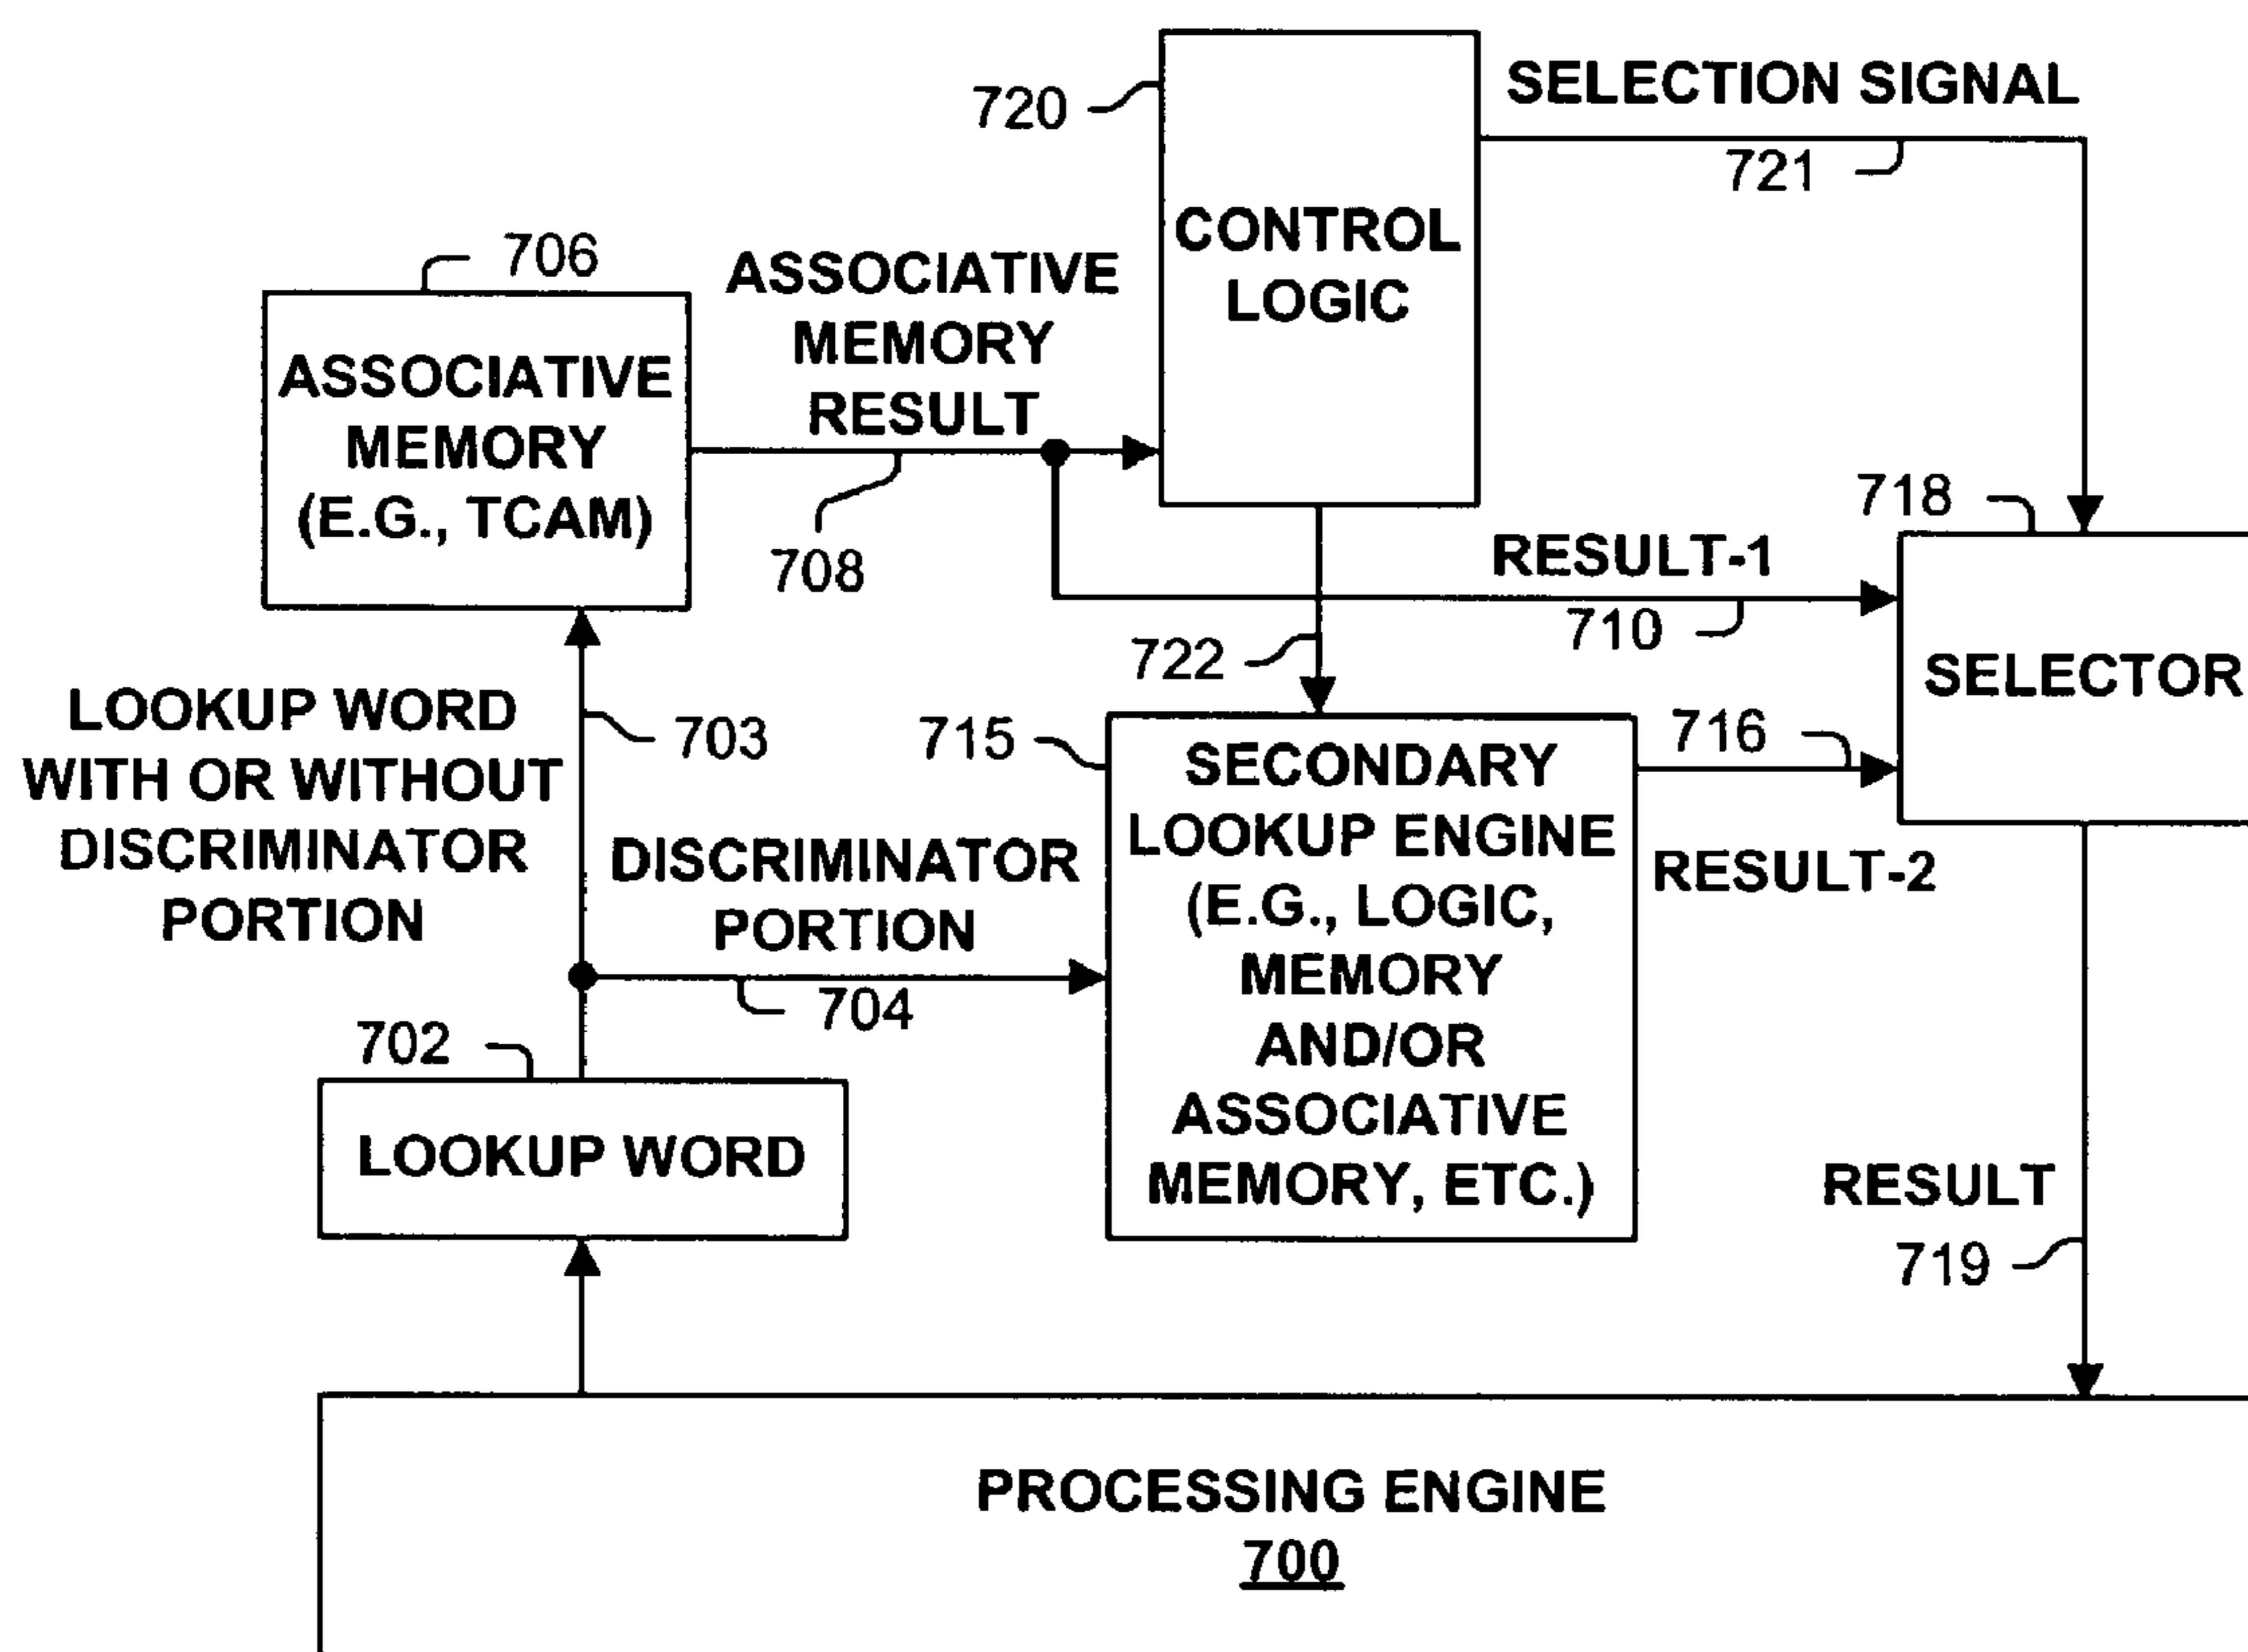 720
SELECTION SIGNAL
721
CONTROL
LOGIC
706
ASSOCIATIVE
MEMORY
RESULT
ASSOCIATIVE
MEMORY
(E.G., TCAM)
708
718
RESULT-1
710
SELECTOR
722
LOOKUP WORD
WITH OR WITHOUT
DISCRIMINATOR
PORTION
703
715
716
SECONDARY
LOOKUP ENGINE
(E.G., LOGIC,
MEMORY
AND/OR
ASSOCIATIVE
MEMORY, ETC.)
RESULT-2
DISCRIMINATOR
PORTION
704
702
LOOKUP WORD
RESULT
719
PROCESSING ENGINE
700